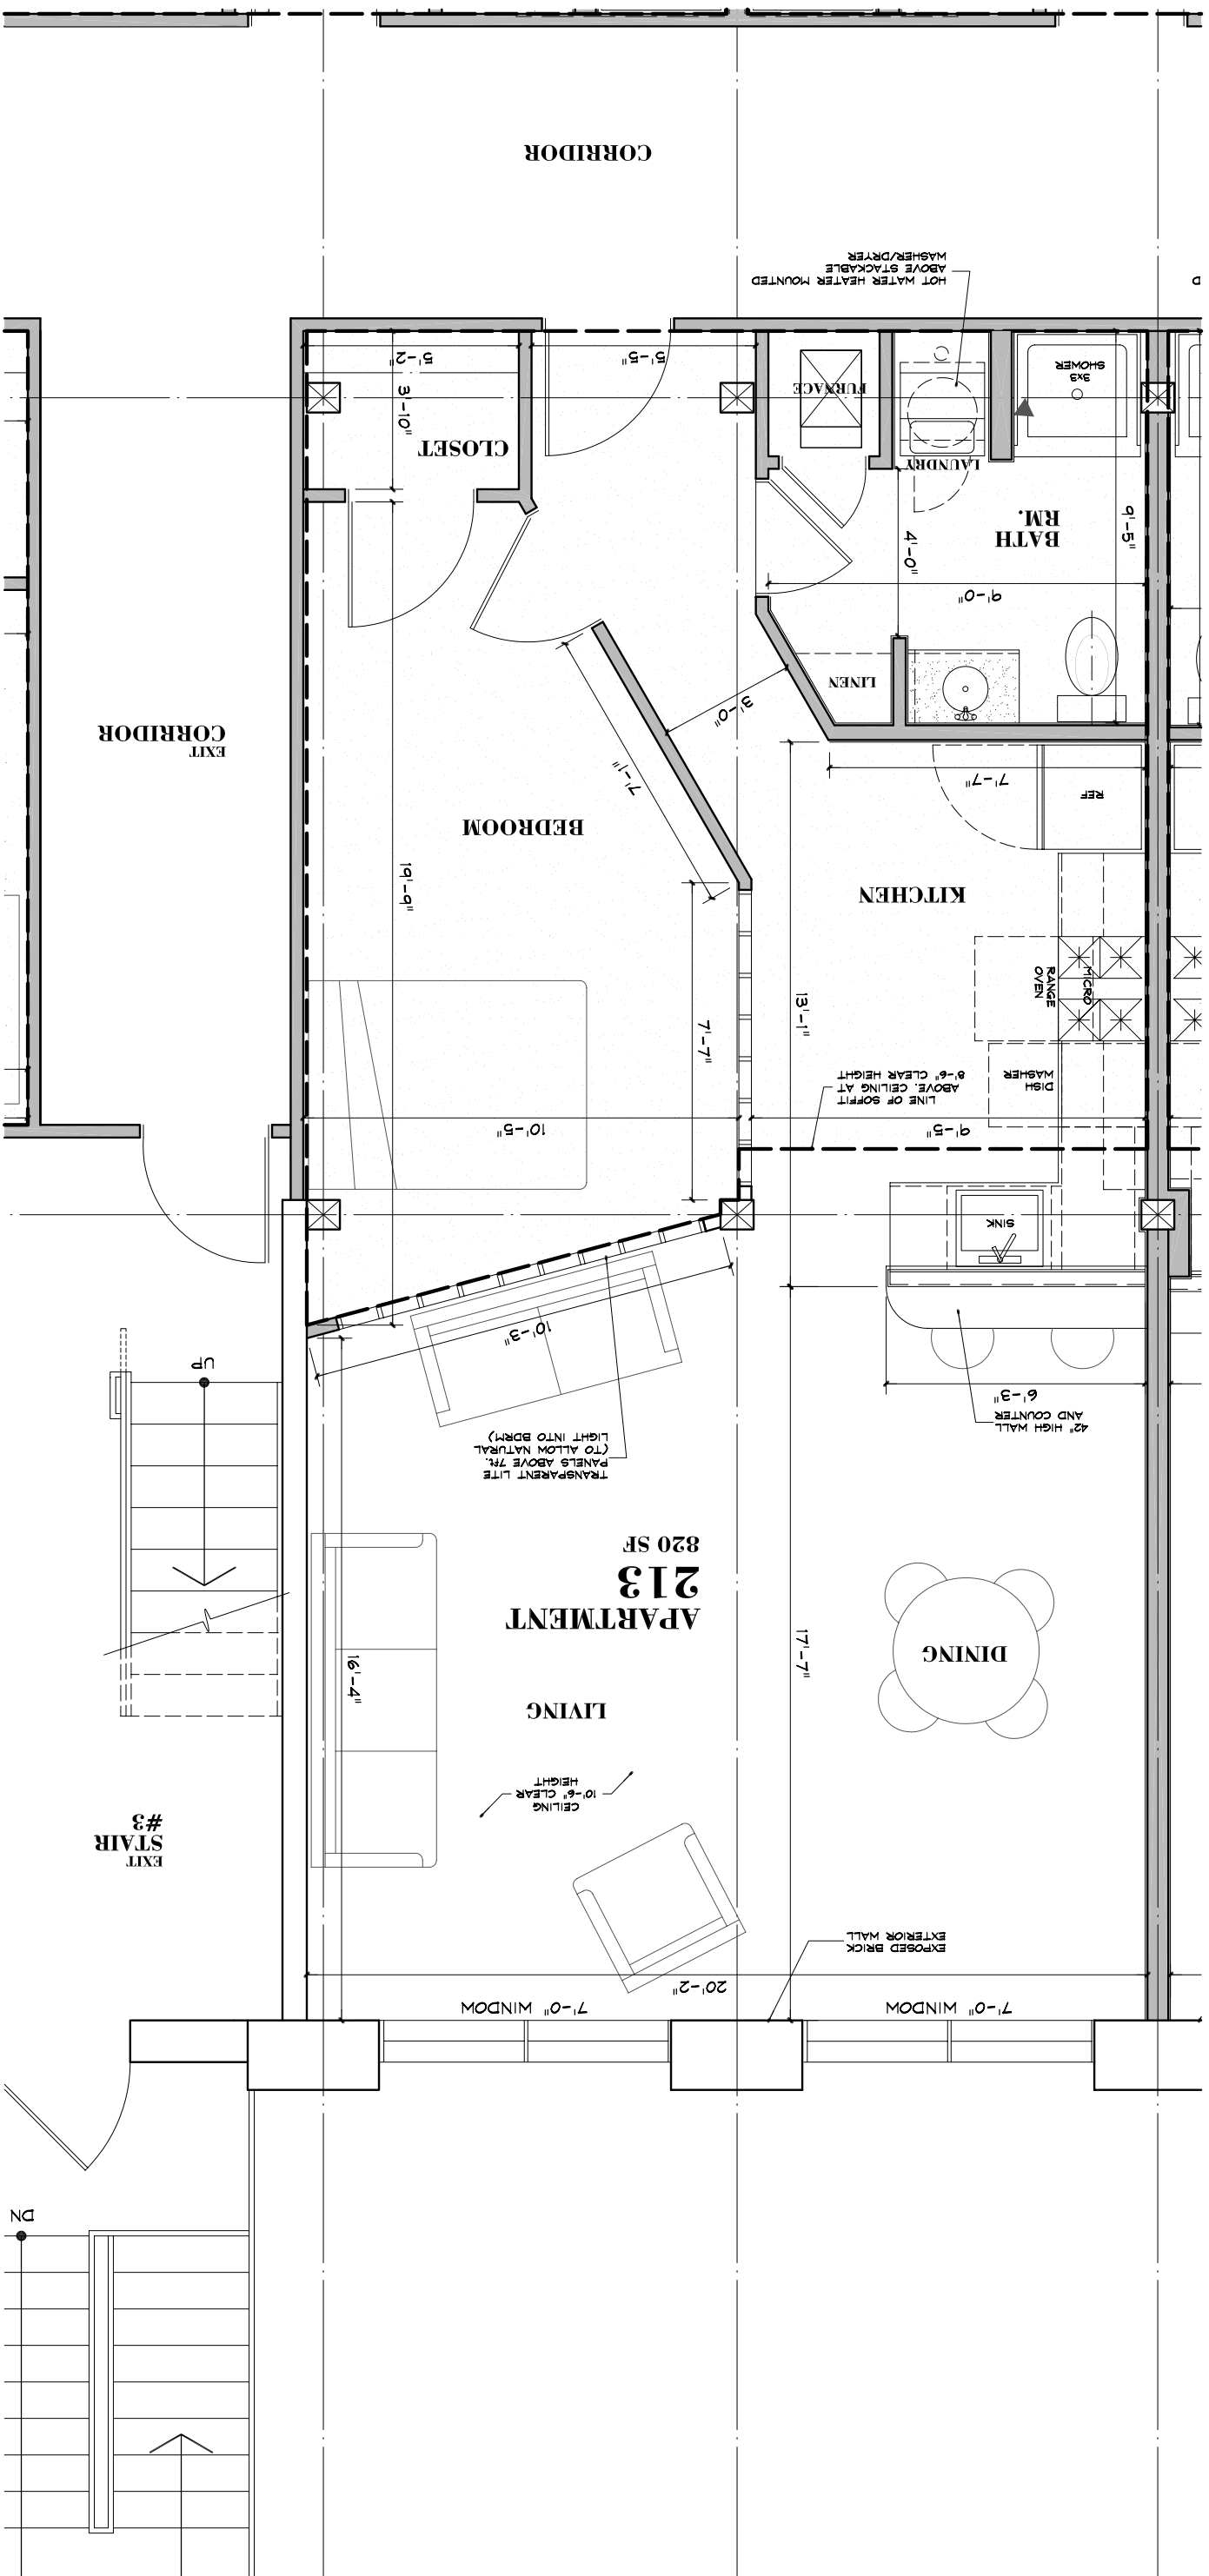 DN
7'-0" WINDOW
7'-0" WINDOW
20'-2"
EXPOSED BRICK
EXTERIOR WALL
EXIT
STAIR
#3
CEILING
10'-6" CLEAR
HEIGHT
LIVING
DINING
17'-7"
16'-4"
APARTMENT
213
820 SF
TRANSPARENT LITE
PANELS ABOVE 7ft.
(TO ALLOW NATURAL
LIGHT INTO BDRM)
42" HIGH WALL
AND COUNTER
6'-3"
UP
10'-3"
SINK
9'-5"
10'-5"
LINE OF SOFFIT
ABOVE. CEILING AT
8'-6" CLEAR HEIGHT
DISH
WASHER
7'-7"
13'-1"
RANGE
OVEN
MICRO
KITCHEN
19'-9"
BEDROOM
REF
7'-7"
7'-1"
EXIT
CORRIDOR
3'-0"
LINEN
9'-0"
4'-0"
9'-5"
BATH
RM.
LAUNDRY
CLOSET
3'-10"
FURNACE
3x3
SHOWER
5'-5"
5'-2"
HOT WATER HEATER MOUNTED
ABOVE STACKABLE
WASHER/DRYER
D
CORRIDOR